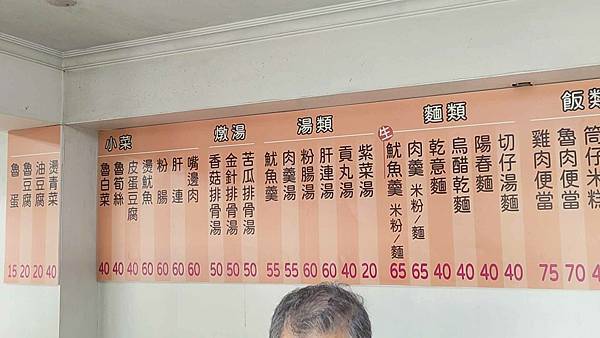 飯類
筒仔米糕 4
魯肉便當 70
雞肉便當 75
麵類
切仔湯麵 40
陽春麵 40
烏醋乾麵 40
乾意麵 40
肉羹 米粉/麵 65
生魷魚羹 米粉/麵 65
湯類
紫菜湯 20
貢丸湯 40
肝連湯 60
粉腸湯 60
肉羹湯 55
魷魚羹 55
燉湯
苦瓜排骨湯 50
金針排骨湯 50
香菇排骨湯 50
小菜
嘴邊肉 60
肝連 60
粉腸 60
燙魷魚 60
皮蛋豆腐 40
魯筍絲 40
魯白菜 40
燙青菜 40
油豆腐 20
魯豆腐 20
魯蛋 15